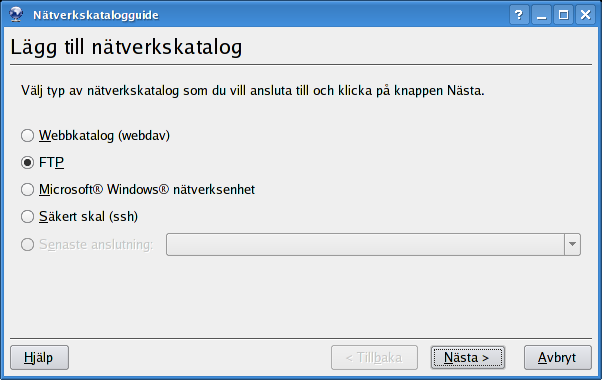 Nätverkskatalogguide
Lägg till nätverkskatalog
Välj typ av nätverkskatalog som du vill ansluta till och klicka på knappen Nästa.
Webbkatalog (webdav)
FTP
Microsoft® Windows® nätverksenhet
Säkert skal (ssh)
Senaste anslutning:
Hjälp < Tillbaka Nästa > Avbryt